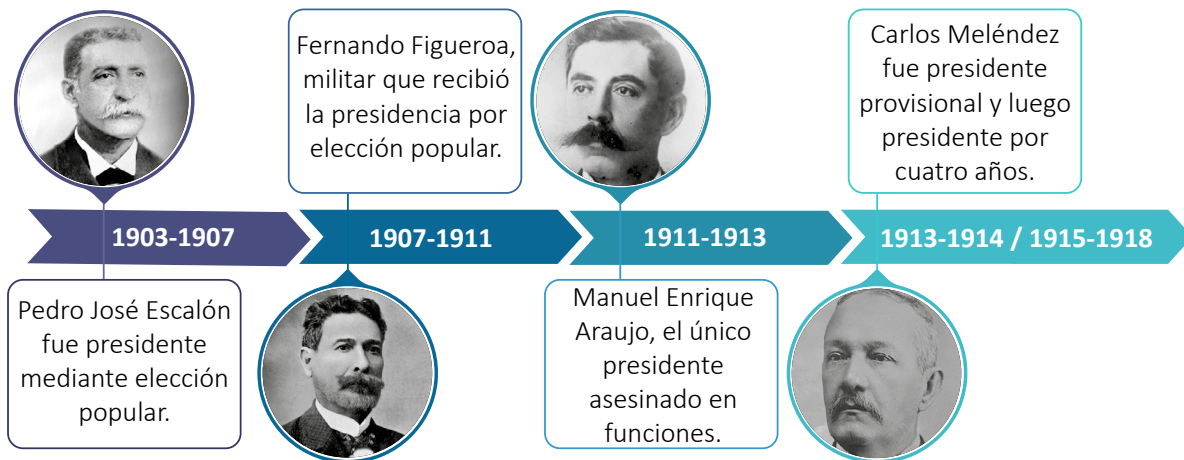 Fernando Figueroa,
militar que recibió
la presidencia por
elección popular.
Carlos Meléndez
fue presidente
provisional y luego
presidente por
cuatro años.
1903-1907
1907-1911
1911-1913
1913-1914 / 1915-1918
Pedro José Escalón
fue presidente
mediante elección
popular.
Manuel Enrique
Araujo, el único
presidente
asesinado en
funciones.